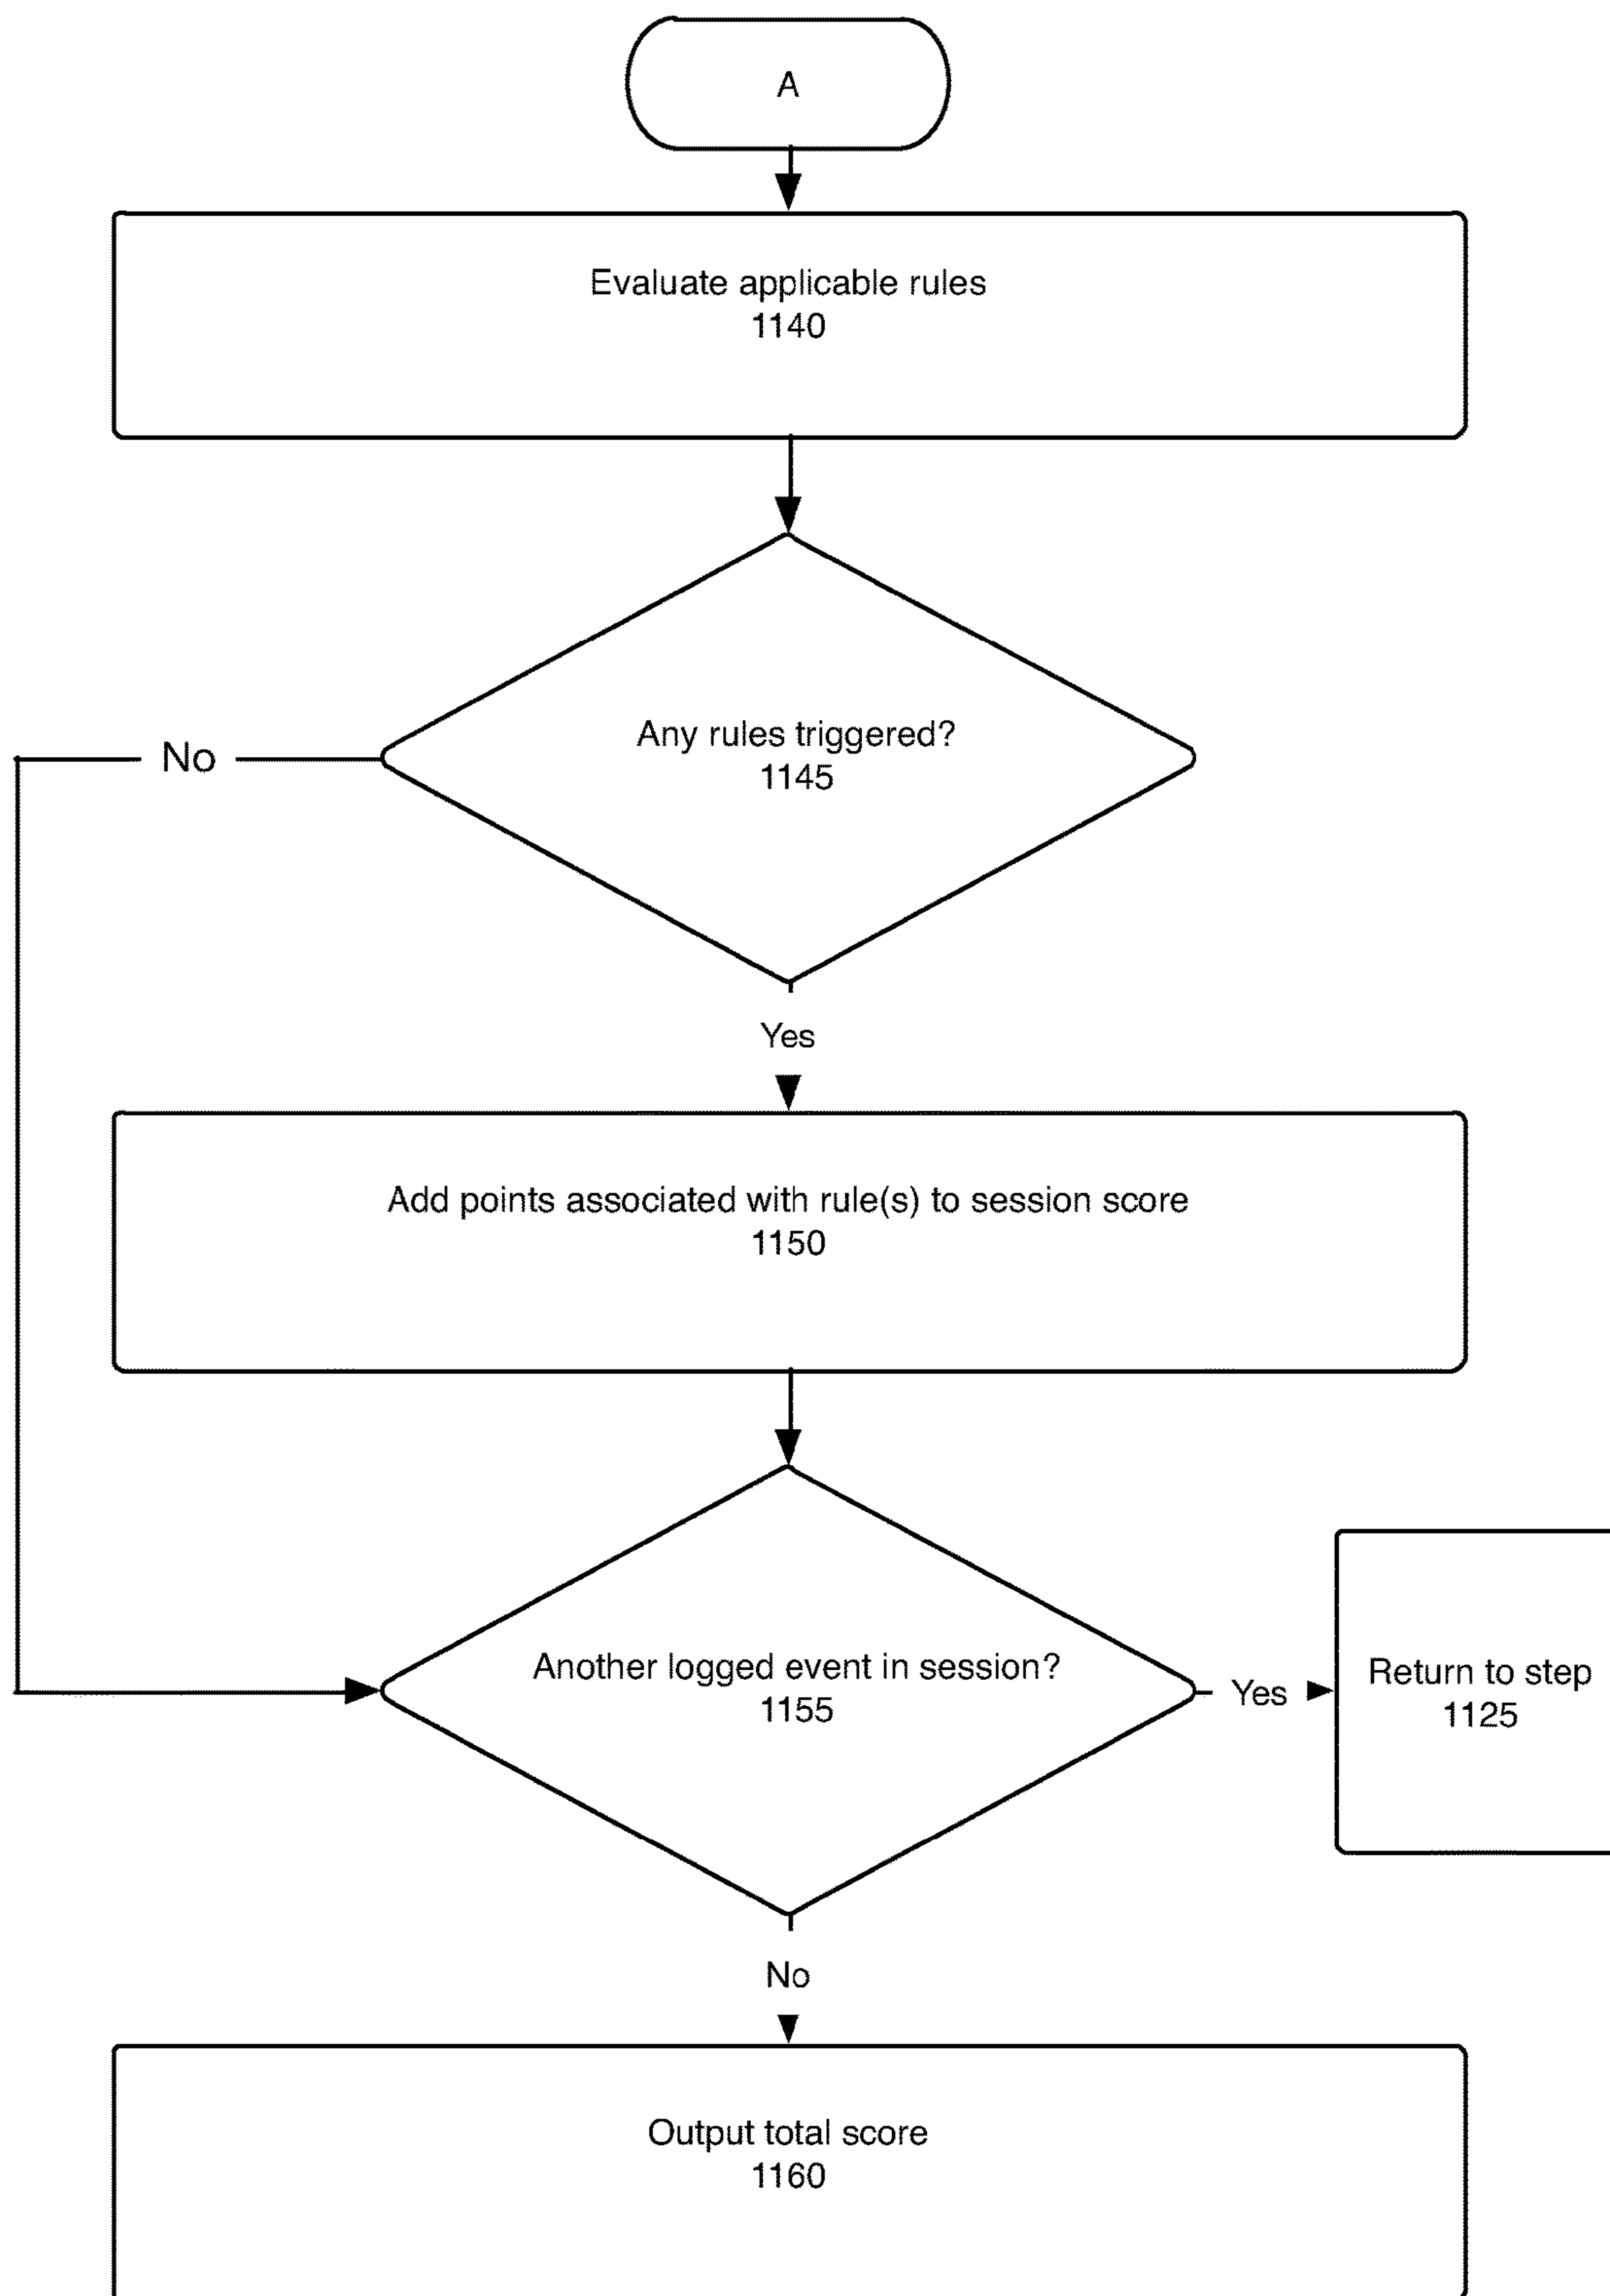 A
Evaluate applicable rules
1140
Any rules triggered?
1145
No
Yes
Add points associated with rule(s) to session score
1150
Another logged event in session?
1155
Yes
Return to step
1125
No
Output total score
1160